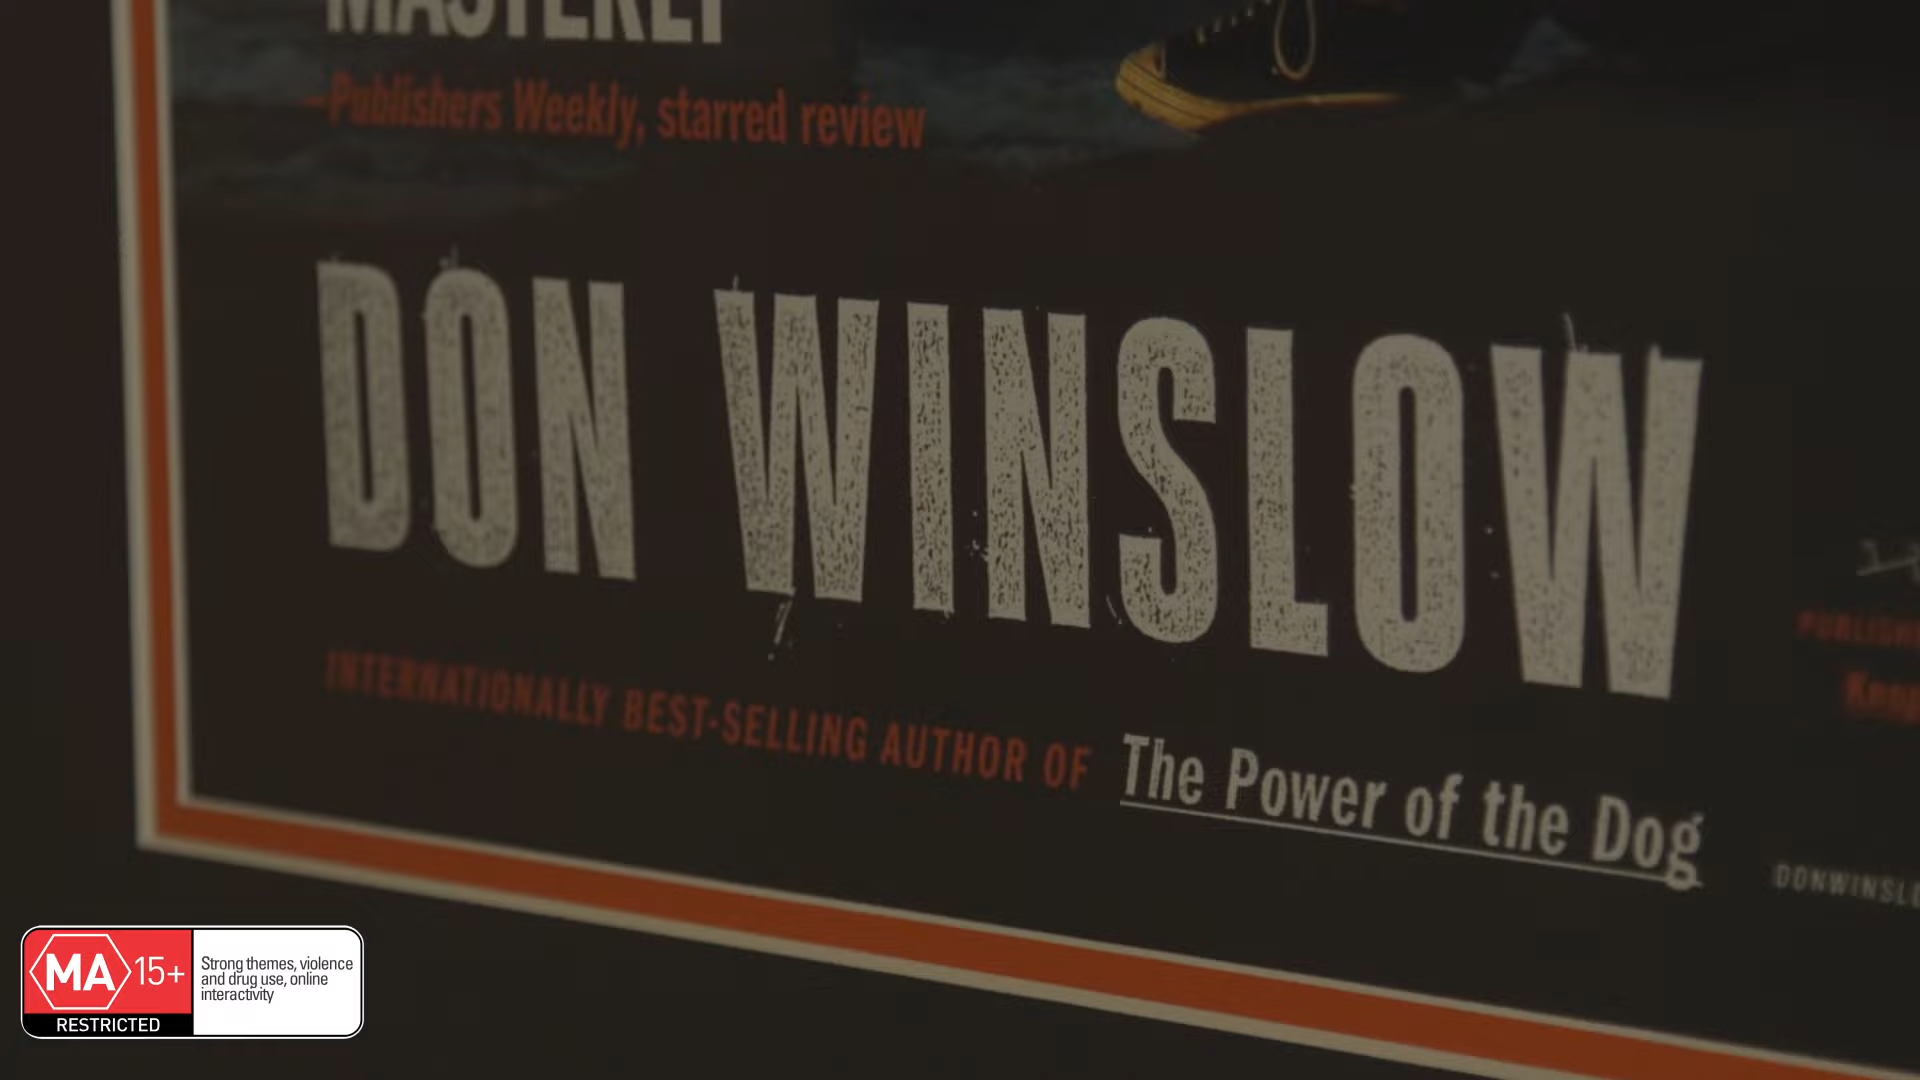 MASTERLY
–Publishers Weekly, starred review
DON WINSLOW
INTERNATIONALLY BEST-SELLING AUTHOR OF The Power of the Dog
MA 15+
RESTRICTED
Strong themes, violence
and drug use, online
interactivity